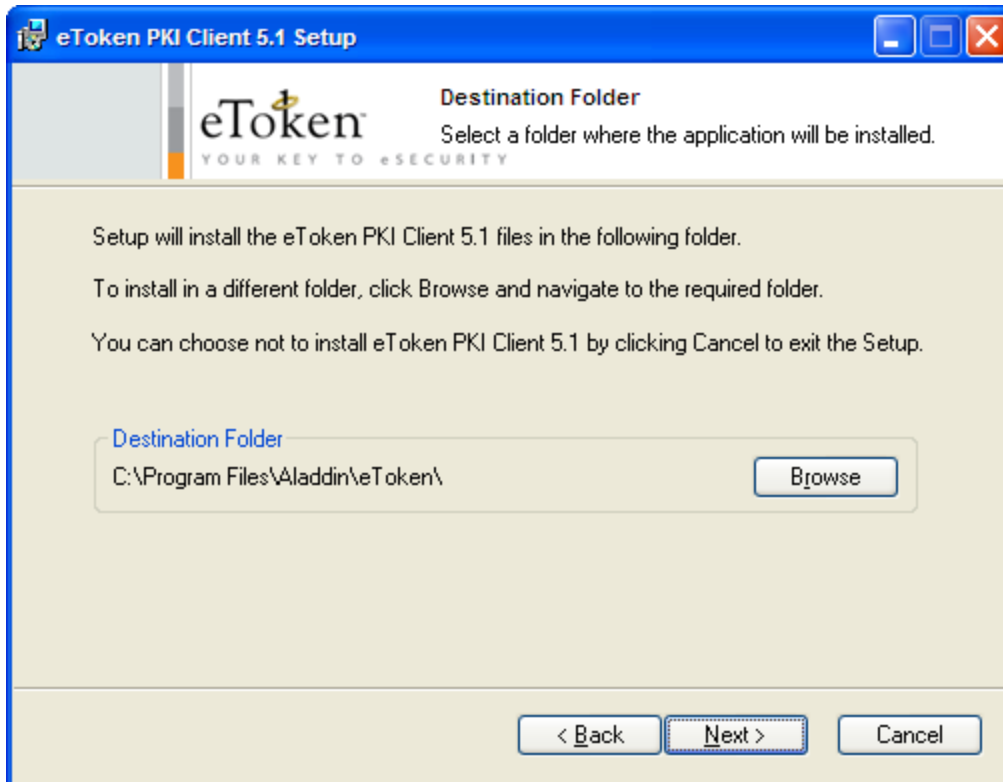 eToken PKI Client 5.1 Setup
eToken
YOUR KEY TO eSECURITY
Destination Folder
Select a folder where the application will be installed.
Setup will install the eToken PKI Client 5.1 files in the following folder.
To install in a different folder, click Browse and navigate to the required folder.
You can choose not to install eToken PKI Client 5.1 by clicking Cancel to exit the Setup.
Destination Folder
C:\Program Files\Aladdin\eToken\
Browse
< Back
Next >
Cancel